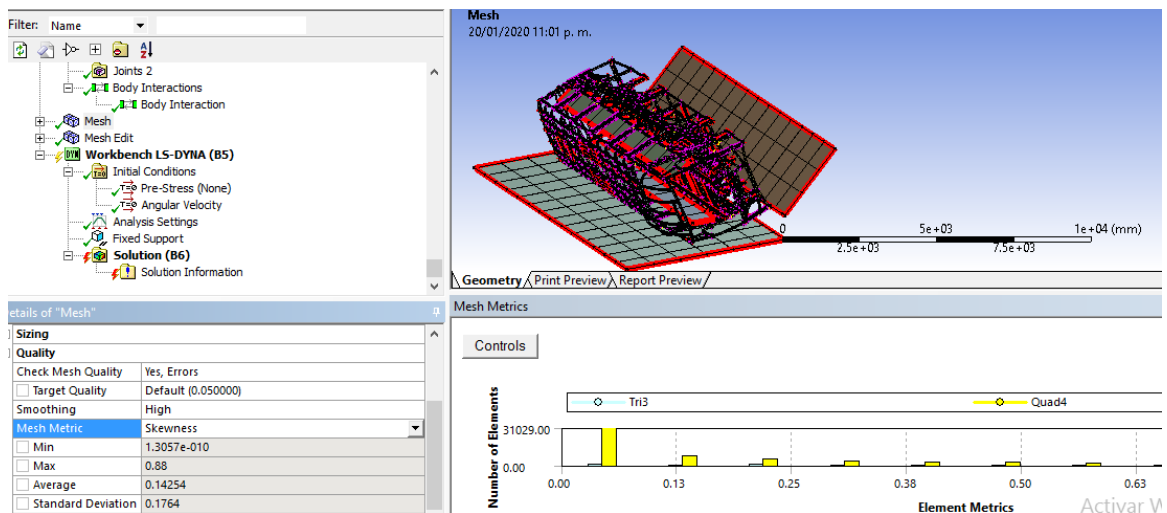 Filter: Name
Joints 2
Body Interactions
Body Interaction
Mesh
Mesh Edit
Workbench LS-DYNA (B5)
Initial Conditions
Pre-Stress (None)
Angular Velocity
Analysis Settings
Fixed Support
Solution (B6)
Solution Information
Mesh
20/01/2020 11:01 p. m.
0
5e+03
1e+04 (mm)
2.5e+03
7.5e+03
Geometry Print Preview Report Preview
etails of "Mesh"
Sizing
Quality
Check Mesh Quality Yes, Errors
Target Quality Default (0.050000)
Smoothing High
Mesh Metric Skewness
Min 1.3057e-010
Max 0.88
Average 0.14254
Standard Deviation 0.1764
Mesh Metrics
Controls
Tri3 Quad4
Number of Elements
31029.00
0.00
0.00 0.13 0.25 0.38 0.50 0.63
Element Metrics
Activar W